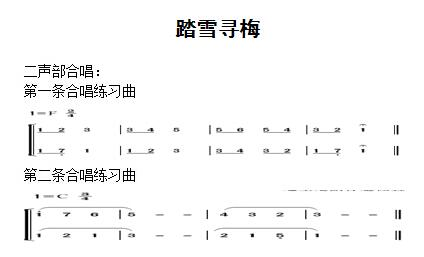 踏雪寻梅
二声部合唱：
第一条合唱练习曲
1=F 2/4
1 2 3 | 3 4 5 | 5 6 5 4 | 3 2 1 ||
1 7 1 | 1 2 3 | 3 4 3 2 | 1 7 1 ||
第二条合唱练习曲
1=C 3/4
1 7 6 | 5 - - | 4 3 2 | 3 - - ||
1 2 1 | 3 - - | 2 1 5 | 1 - - ||